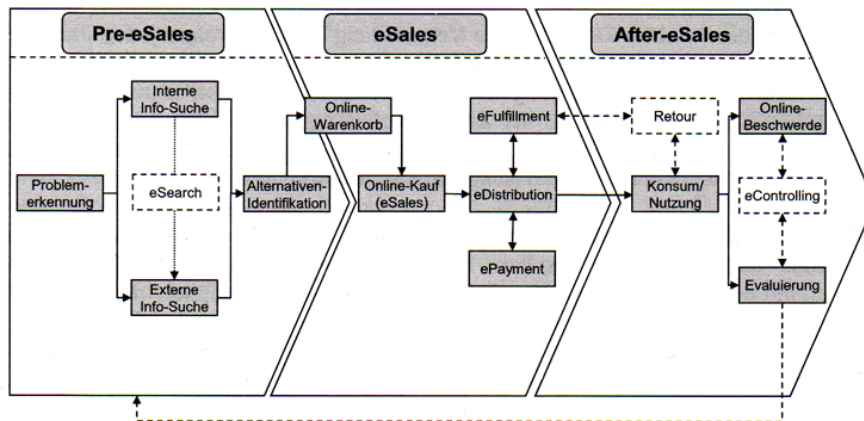 Pre-eSales
eSales
After-eSales
Interne
Info-Suche
Online-
Warenkorb
eFulfillment
Retour
Online-
Beschwerde
Problem-
erkennung
eSearch
Alternativen-
Identifikation
Online-Kauf
(eSales)
eDistribution
Konsum/
Nutzung
eControlling
ePayment
Externe
Info-Suche
Evaluierung